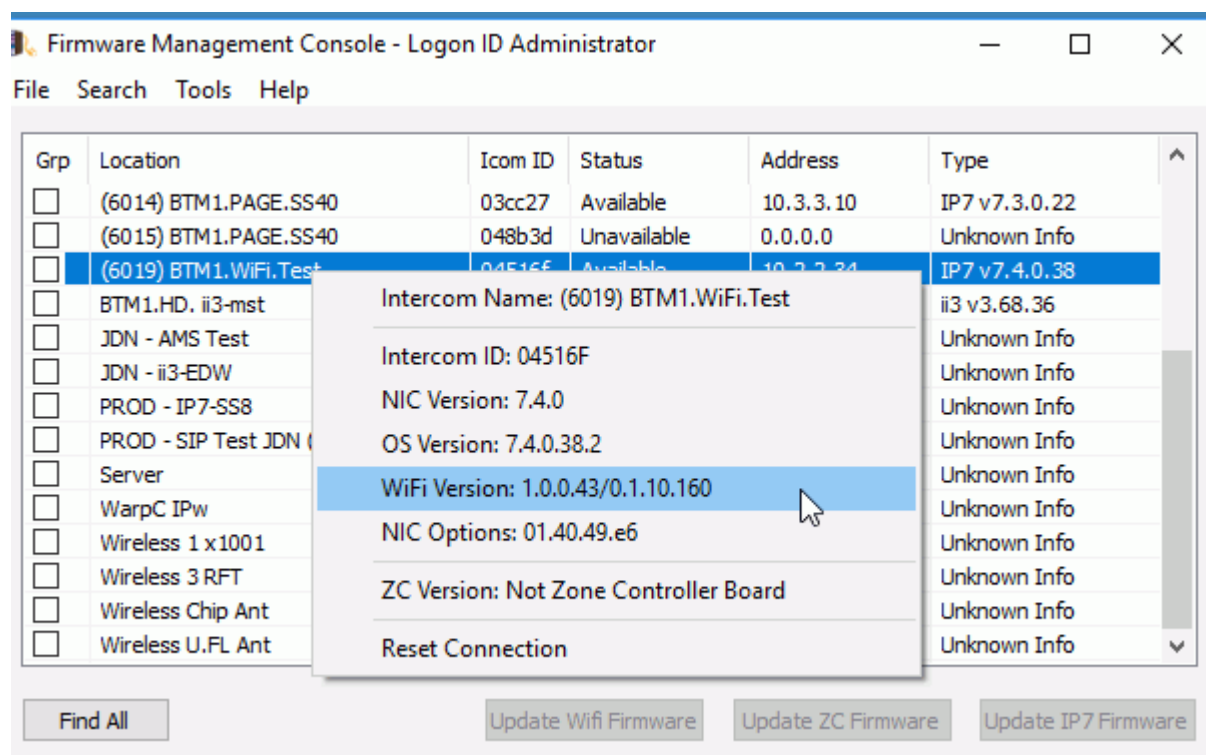 Firmware Management Console - Logon ID Administrator
File Search Tools Help
Grp Location Icom ID Status Address Type
(6014) BTM1.PAGE.SS40 03cc27 Available 10.3.3.10 IP7 v7.3.0.22
(6015) BTM1.PAGE.SS40 048b3d Unavailable 0.0.0.0 Unknown Info
(6019) BTM1.WiFi.Test 04516f Available 10.2.2.34 IP7 v7.4.0.38
Intercom Name: (6019) BTM1.WiFi.Test
BTM1.HD. ii3-mst ii3 v3.68.36
JDN - AMS Test Unknown Info
Intercom ID: 04516F
JDN - ii3-EDW Unknown Info
NIC Version: 7.4.0
PROD - IP7-SS8 Unknown Info
OS Version: 7.4.0.38.2
PROD - SIP Test JDN ( Unknown Info
Server Unknown Info
WiFi Version: 1.0.0.43/0.1.10.160
WarpC IPw Unknown Info
NIC Options: 01.40.49.e6
Wireless 1 x1001 Unknown Info
Wireless 3 RFT Unknown Info
ZC Version: Not Zone Controller Board
Wireless Chip Ant Unknown Info
Wireless U.FL Ant Unknown Info
Reset Connection
Find All Update Wifi Firmware Update ZC Firmware Update IP7 Firmware